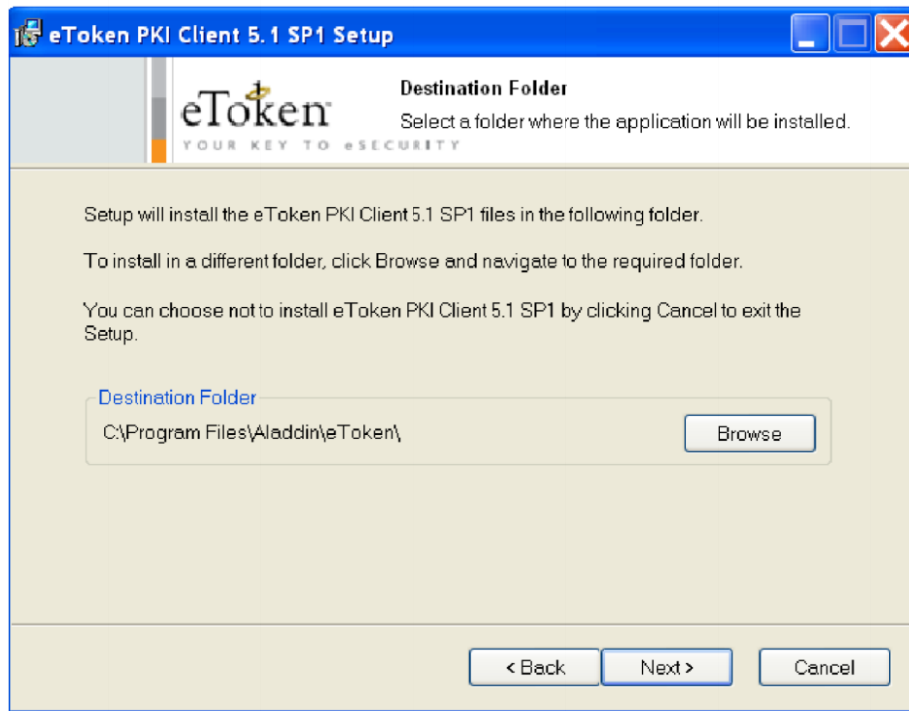 eToken PKI Client 5.1 SP1 Setup
eToken
YOUR KEY TO eSECURITY
Destination Folder
Select a folder where the application will be installed.
Setup will install the eToken PKI Client 5.1 SP1 files in the following folder.
To install in a different folder, click Browse and navigate to the required folder.
You can choose not to install eToken PKI Client 5.1 SP1 by clicking Cancel to exit the
Setup.
Destination Folder
C:\Program Files\Aladdin\eToken\
Browse
< Back
Next >
Cancel